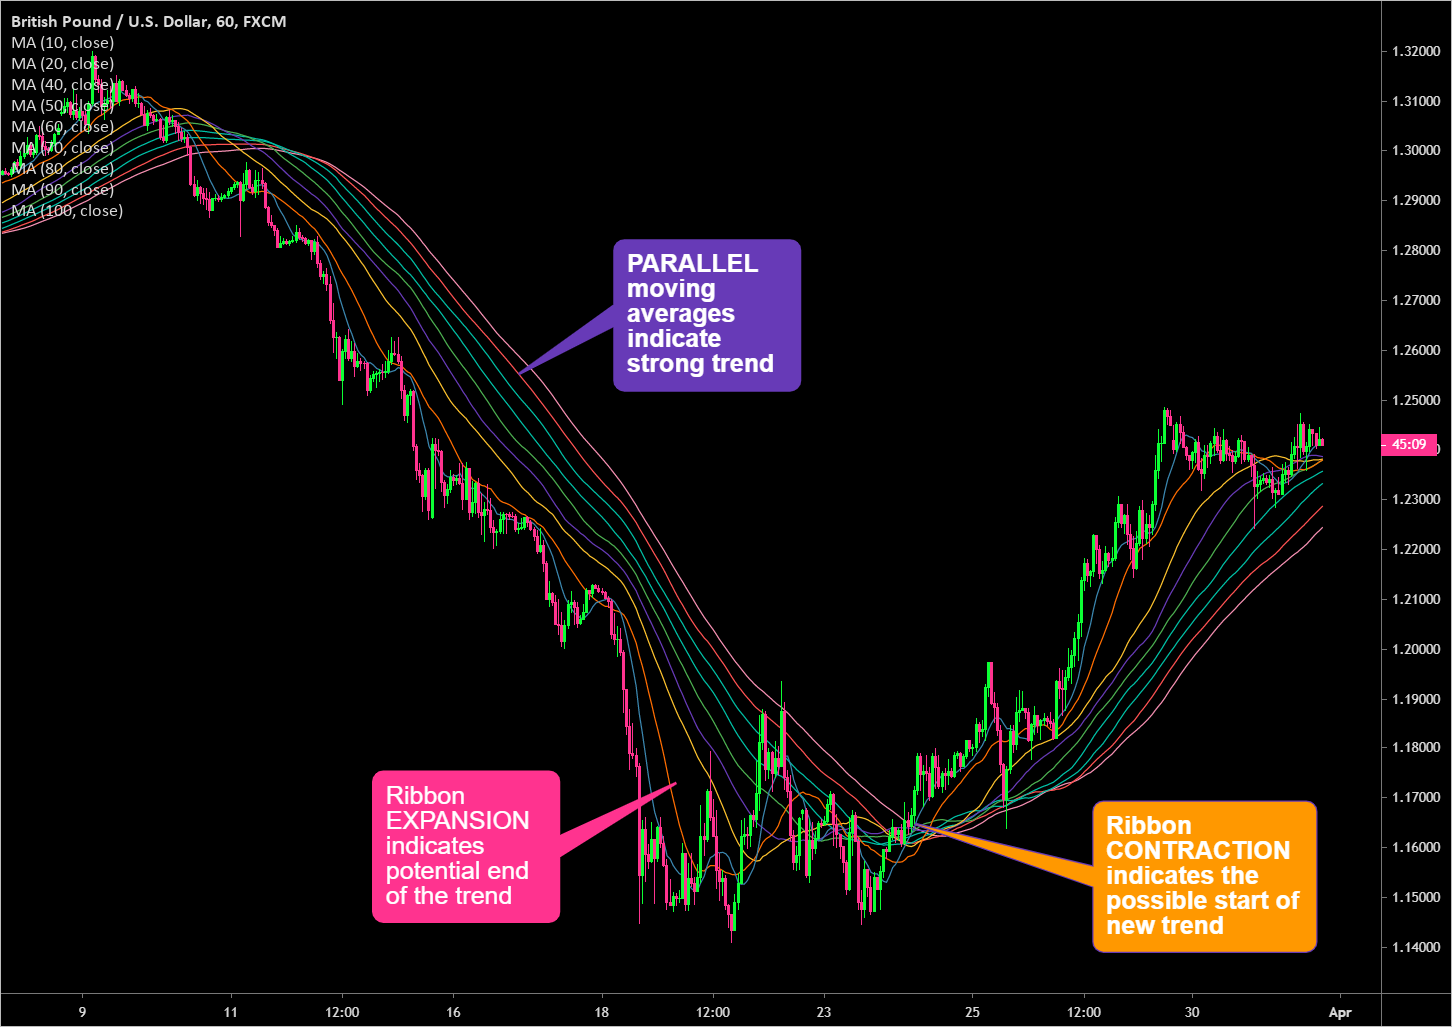 British Pound / U.S. Dollar, 60, FXCM
MA (10, close)
MA (20, close)
MA (40, close)
MA (50, close)
MA (60, close)
MA (70, close)
MA (80, close)
MA (90, close)
MA (100, close)
1.32000
1.31000
1.30000
1.29000
1.28000
1.27000
1.26000
1.25000
45:09
1.23000
1.22000
1.21000
1.20000
1.19000
1.18000
1.17000
1.16000
1.15000
1.14000
PARALLEL
moving
averages
indicate
strong trend
Ribbon
EXPANSION
indicates
potential end
of the trend
Ribbon
CONTRACTION
indicates the
possible start of
new trend
9
11
12:00
16
18
12:00
23
25
12:00
30
Apr